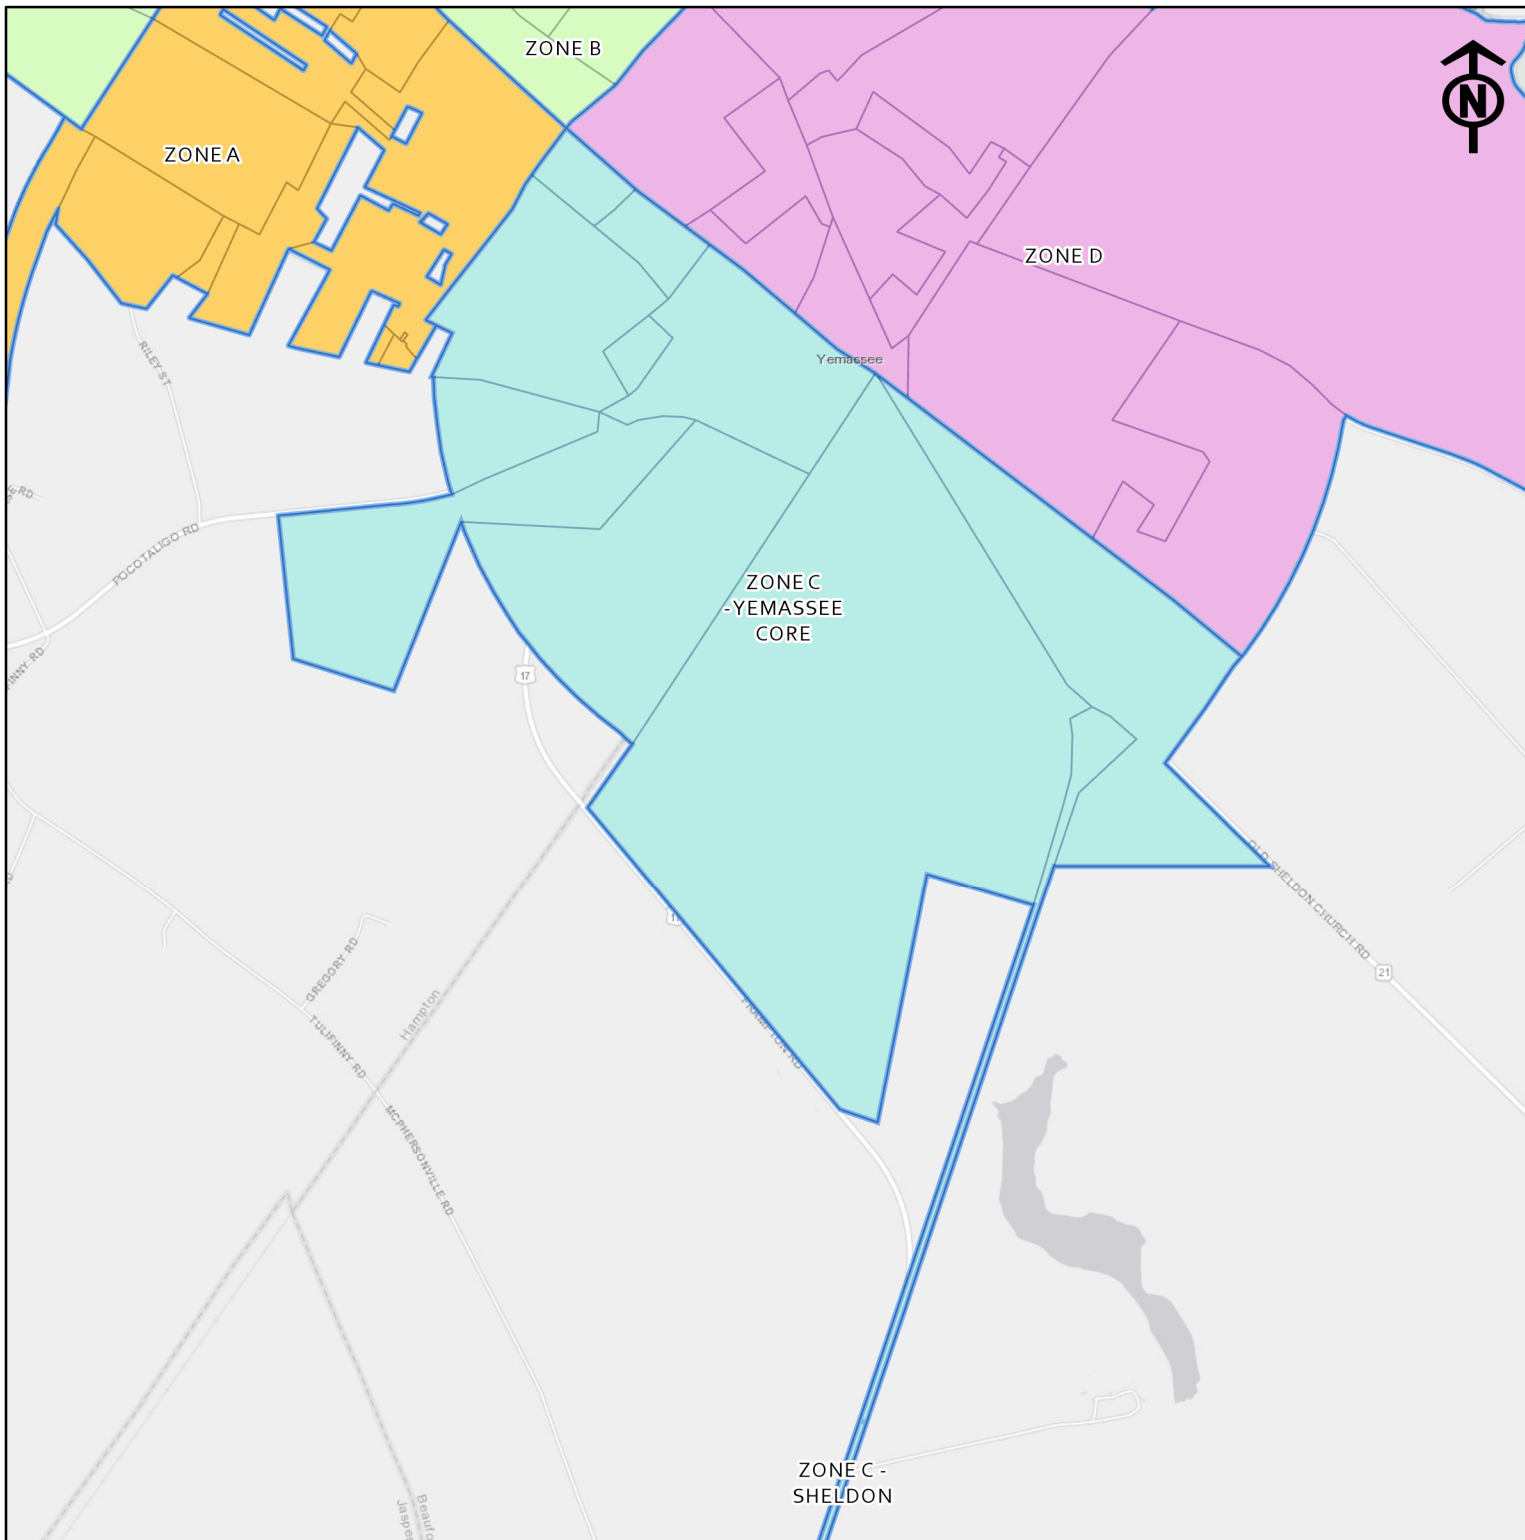 ZONE B
N
ZONE A
ZONE D
RILEY ST
Yemassee
POCOTALIGO RD
ZONE C
-YEMASSEE
CORE
17
OLD SHELDON CHURCH RD
21
GREGORY RD
Hampton
TULIFINNY RD
MCPHERSONVILLE RD
ZONE C -
SHELDON